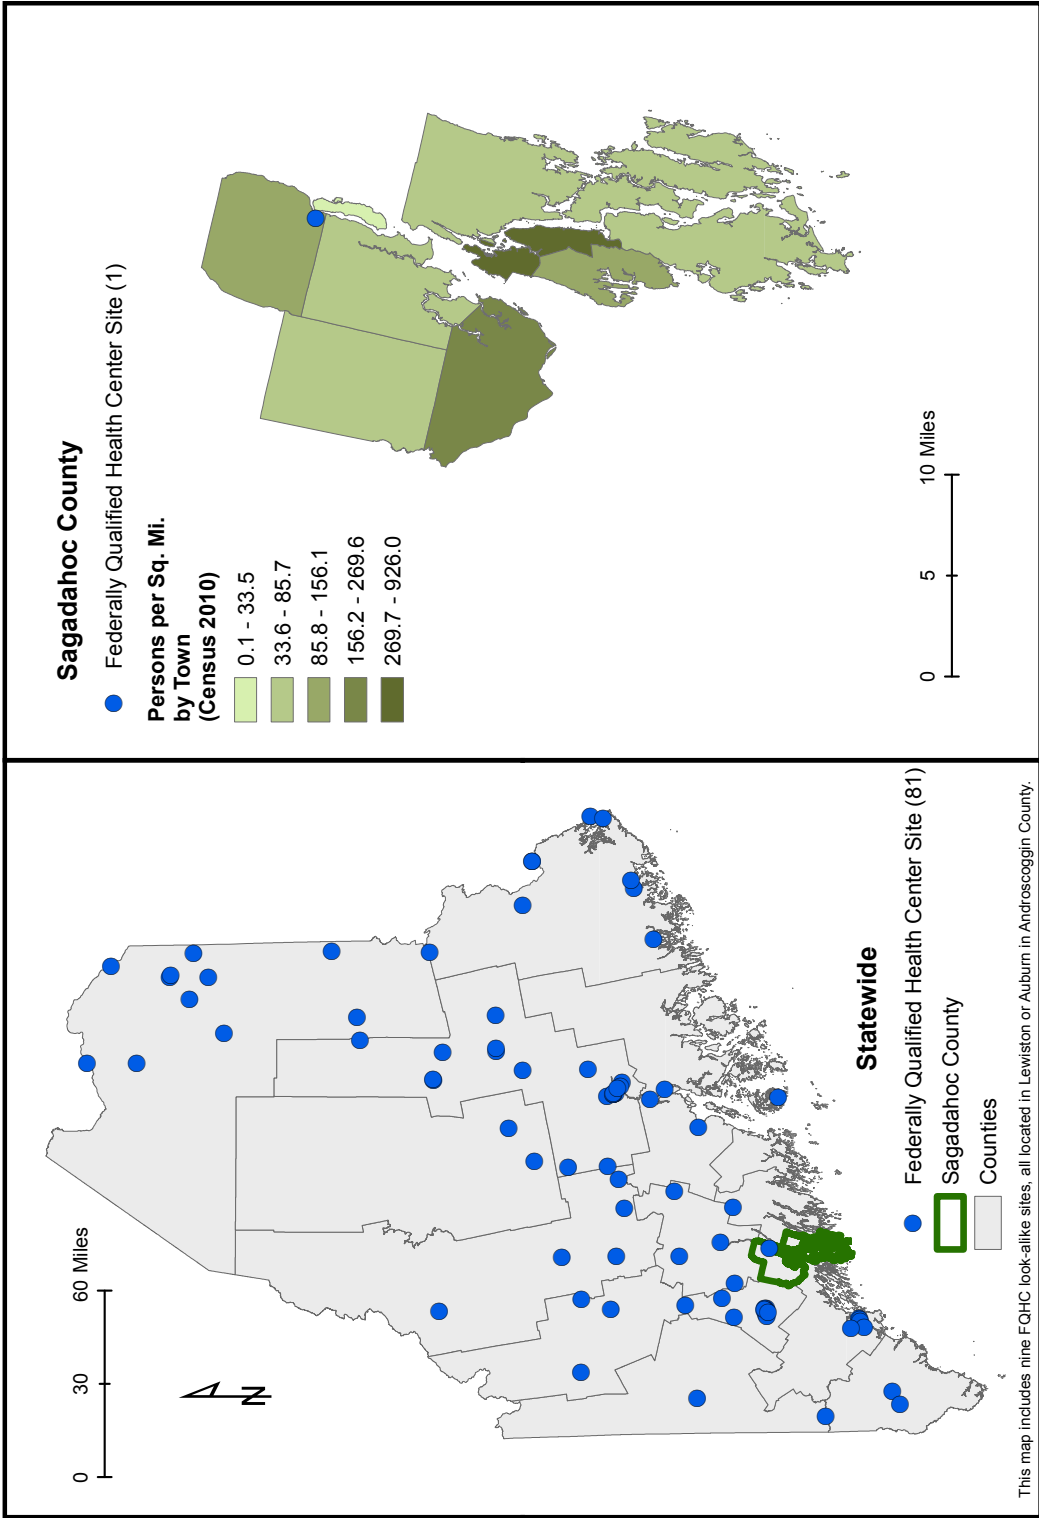 Sagadahoc County
Federally Qualified Health Center Site (1)
Persons per Sq. Mi.
by Town
(Census 2010)
0.1 - 33.5
33.6 - 85.7
85.8 - 156.1
156.2 - 269.6
269.7 - 926.0
0 5 10 Miles
0 30 60 Miles
N
Statewide
Federally Qualified Health Center Site (81)
Sagadahoc County
Counties
This map includes nine FQHC look-alike sites, all located in Lewiston or Auburn in Androscoggin County.